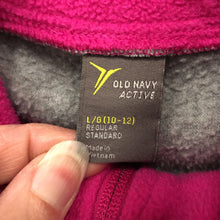 OLD NAVY
ACTIVE
L/G (10-12)
REGULAR
STANDARD
Made in
Vietnam